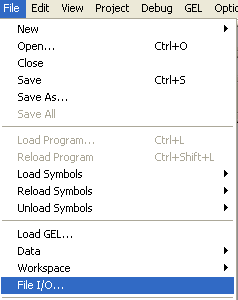 File Edit View Project Debug GEL
New
Open... Ctrl+O
Close
Save Ctrl+S
Save As...
Save All
Load Program... Ctrl+L
Reload Program Ctrl+Shift+L
Load Symbols
Reload Symbols
Unload Symbols
Load GEL...
Data
Workspace
File I/O...